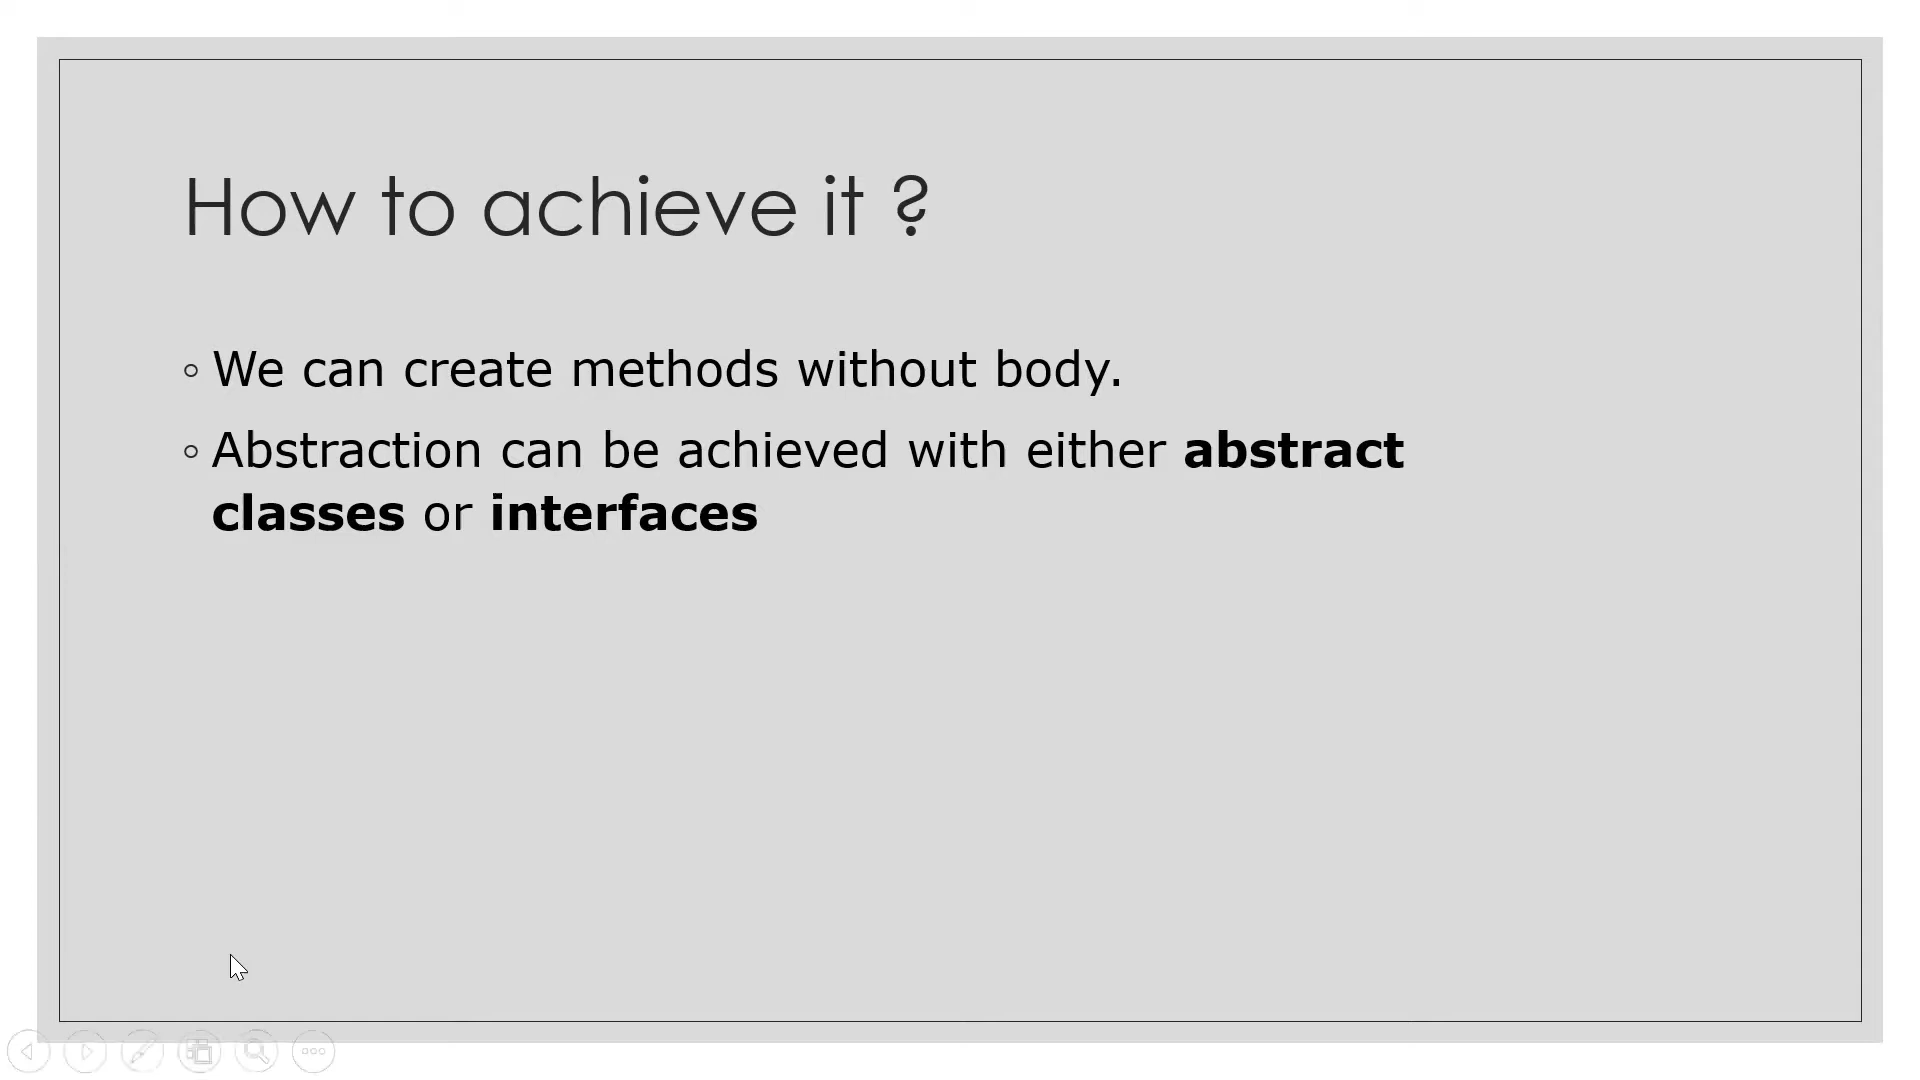 How to achieve it ?
◦ We can create methods without body.
◦ Abstraction can be achieved with either abstract
classes or interfaces